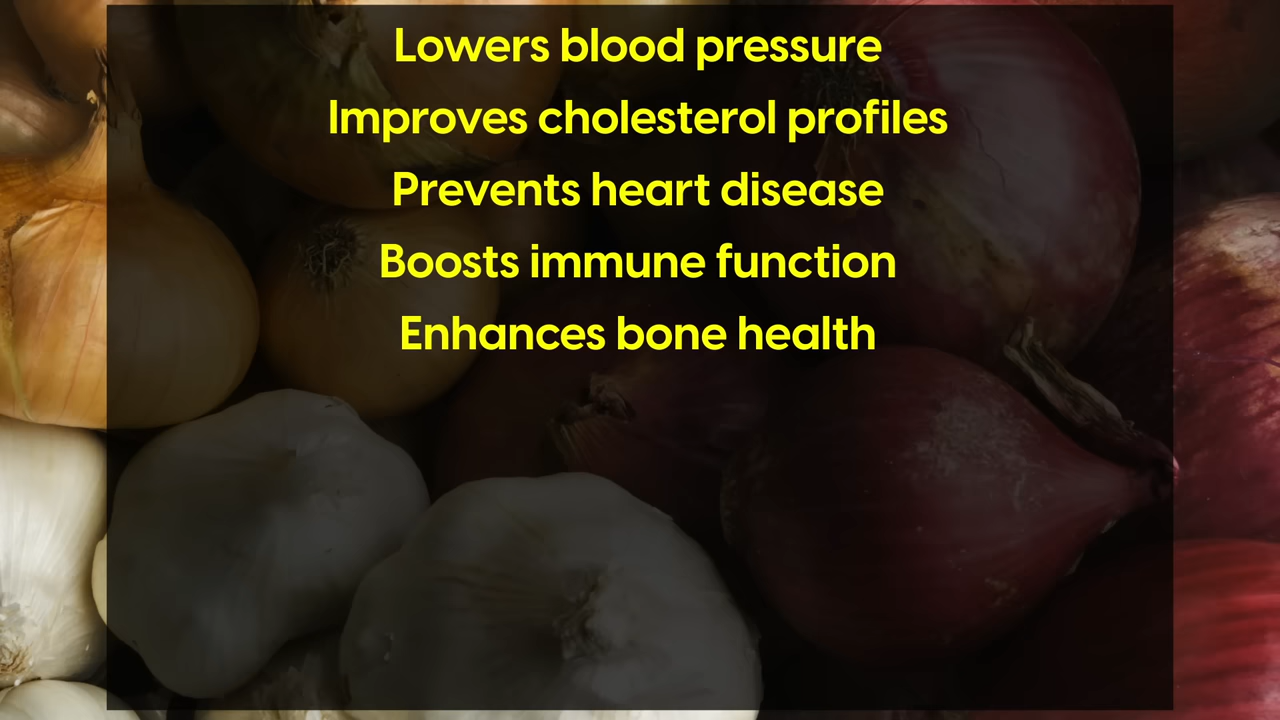 Lowers blood pressure
Improves cholesterol profiles
Prevents heart disease
Boosts immune function
Enhances bone health